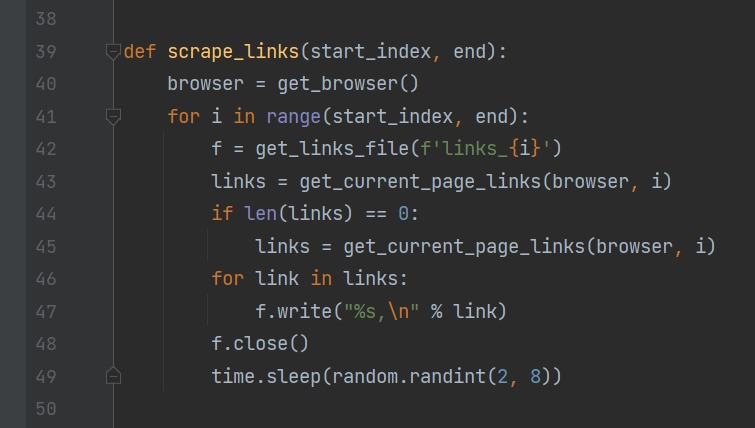 38
39 def scrape_links(start_index, end):
40     browser = get_browser()
41     for i in range(start_index, end):
42         f = get_links_file(f'links_{i}')
43         links = get_current_page_links(browser, i)
44         if len(links) == 0:
45             links = get_current_page_links(browser, i)
46         for link in links:
47             f.write("%s,\n" % link)
48         f.close()
49         time.sleep(random.randint(2, 8))
50